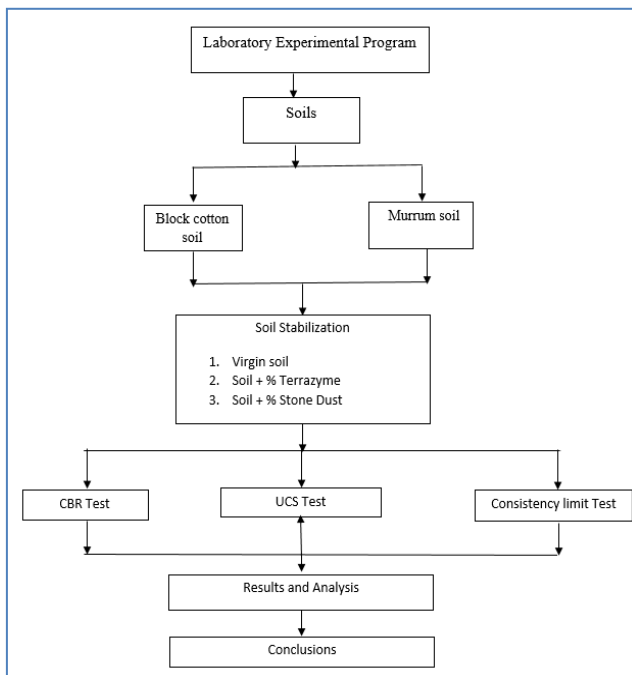 Laboratory Experimental Program
Soils
Block cotton
soil
Murrum soil
Soil Stabilization
1. Virgin soil
2. Soil + % Terrazyme
3. Soil + % Stone Dust
CBR Test
UCS Test
Consistency limit Test
Results and Analysis
Conclusions